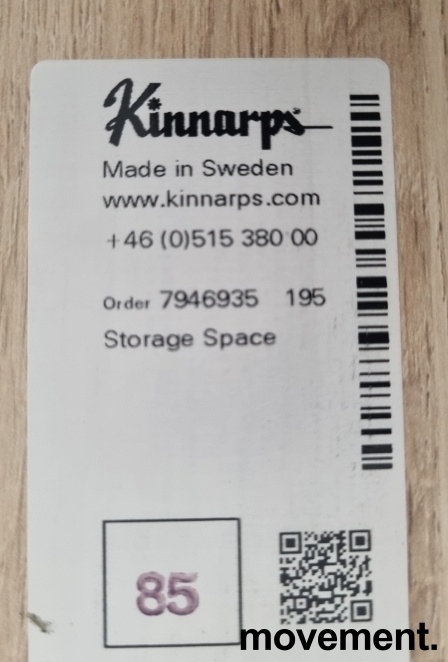 Kinnarps
Made in Sweden
www.kinnarps.com
+46 (0)515 380 00
Order 7946935 195
Storage Space
85
movement.